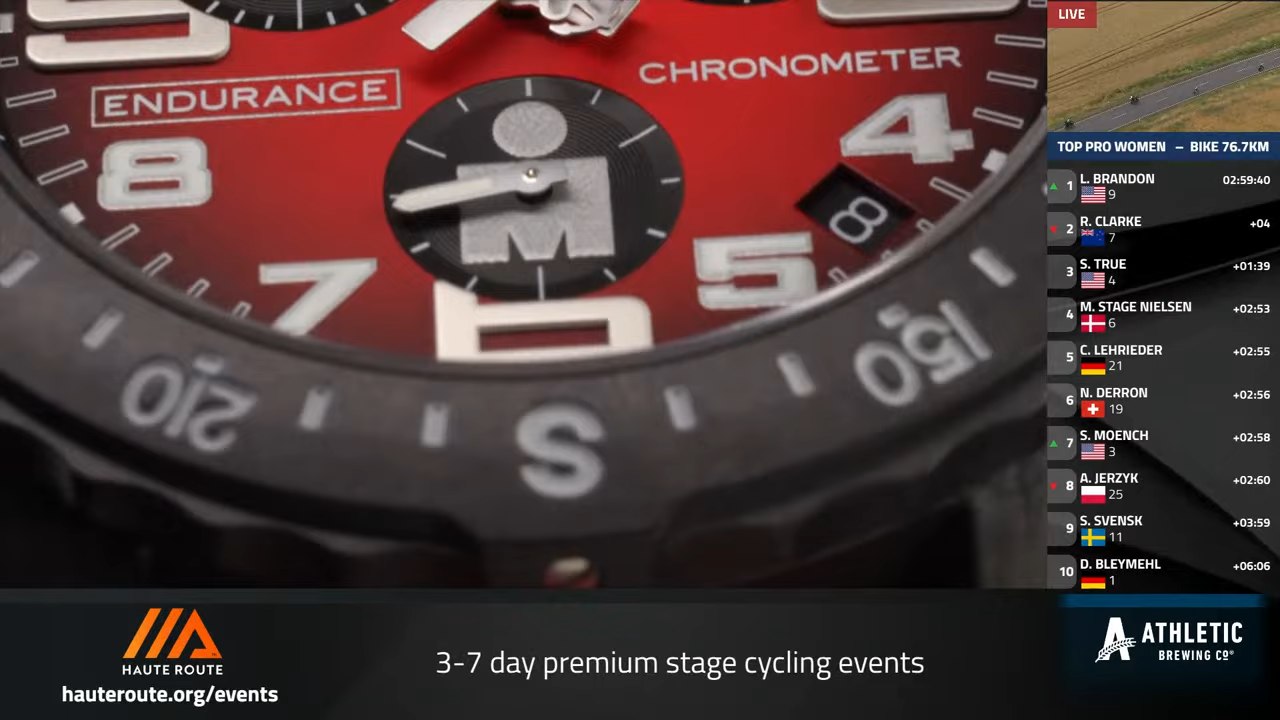 ENDURANCE
CHRONOMETER
8
4
8
7
5
6
M
210
S
150
LIVE
TOP PRO WOMEN – BIKE 76.7KM
1 L. BRANDON 9 02:59:40
2 R. CLARKE 7 +04
3 S. TRUE 4 +01:39
4 M. STAGE NIELSEN 6 +02:53
5 C. LEHRIEDER 21 +02:55
6 N. DERRON 19 +02:56
7 S. MOENCH 3 +02:58
8 A. JERZYK 25 +02:60
9 S. SVENSK 11 +03:59
10 D. BLEYMEHL 1 +06:06
HAUTE ROUTE
hauteroute.org/events
3-7 day premium stage cycling events
A ATHLETIC
BREWING Cº